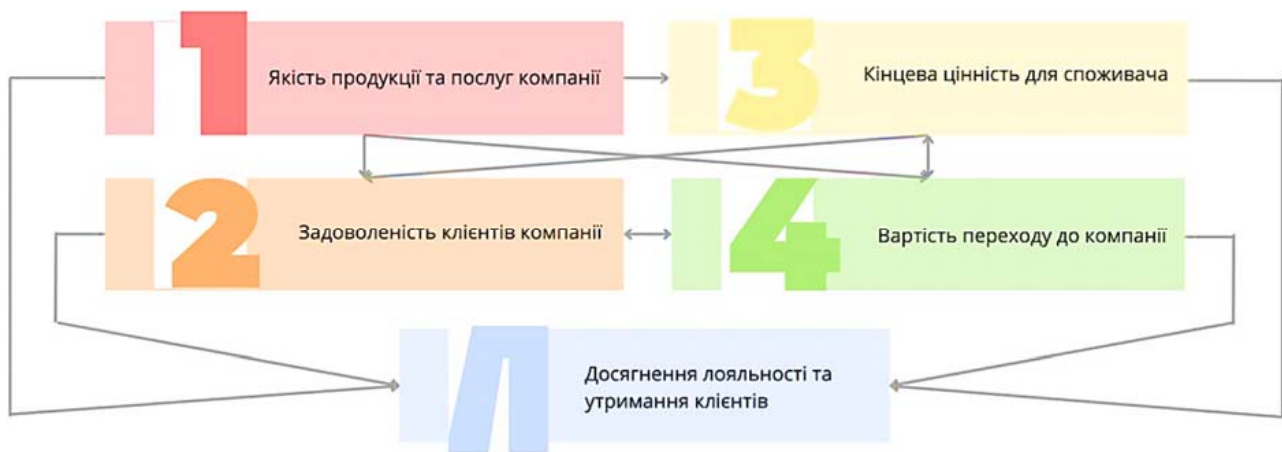 1
Якість продукції та послуг компанії
3
Кінцева цінність для споживача
2
Задоволеність клієнтів компанії
4
Вартість переходу до компанії
Л
Досягнення лояльності та
утримання клієнтів